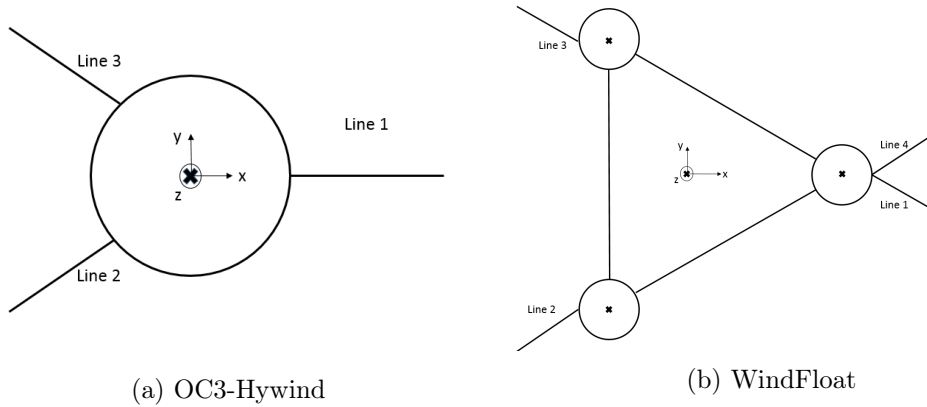 Line 3
Line 1
y
x
z
Line 2
(a) OC3-Hywind
Line 3
Line 4
y
x
z
Line 1
Line 2
(b) WindFloat